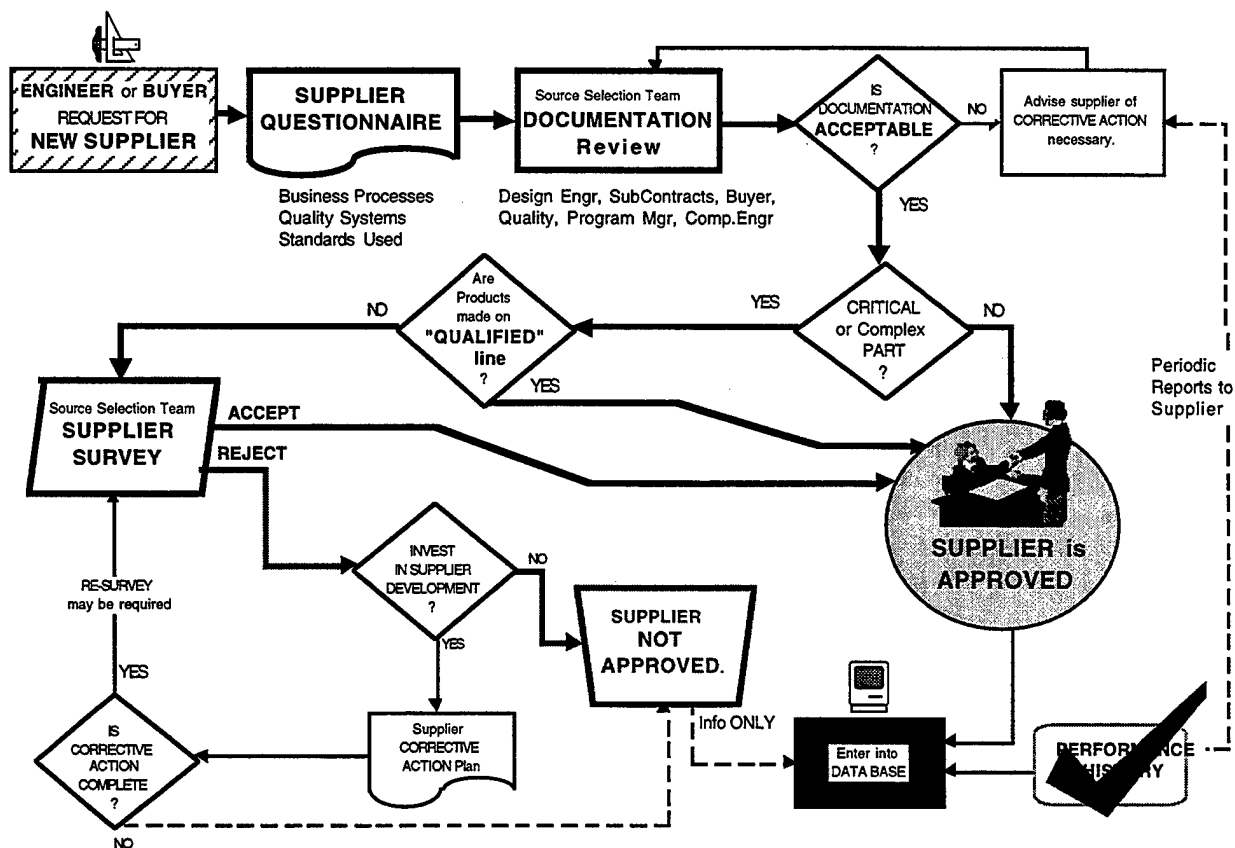 ENGINEER or BUYER
REQUEST FOR
NEW SUPPLIER
SUPPLIER
QUESTIONNAIRE
Business Processes
Quality Systems
Standards Used
Source Selection Team
DOCUMENTATION
Review
Design Engr, SubContracts, Buyer,
Quality, Program Mgr, Comp.Engr
IS
DOCUMENTATION
ACCEPTABLE
?
NO
Advise supplier of
CORRECTIVE ACTION
necessary.
YES
CRITICAL
or Complex
PART
?
YES
NO
Are
Products
made on
"QUALIFIED"
line
?
NO
YES
Source Selection Team
SUPPLIER
SURVEY
ACCEPT
REJECT
Periodic
Reports to
Supplier
SUPPLIER is
APPROVED
INVEST
IN SUPPLIER
DEVELOPMENT
?
NO
YES
SUPPLIER
NOT
APPROVED.
RE-SURVEY
may be required
YES
IS
CORRECTIVE
ACTION
COMPLETE
?
NO
Supplier
CORRECTIVE
ACTION Plan
Info ONLY
Enter into
DATA BASE
PERFORMANCE
HISTORY